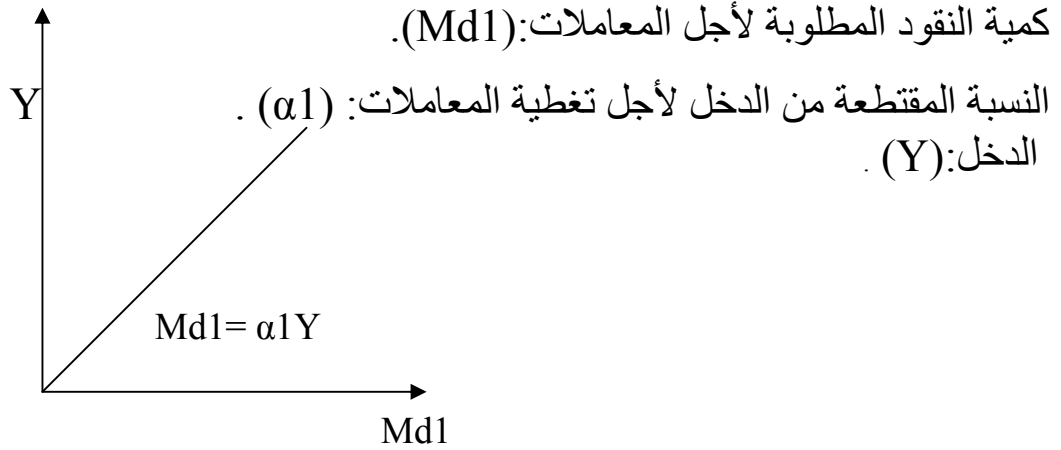 كمية النقود المطلوبة لأجل المعاملات:(Md1).
Y
النسبة المقتطعة من الدخل لأجل تغطية المعاملات: (α1) .
الدخل:(Y) .
Md1= α1Y
Md1